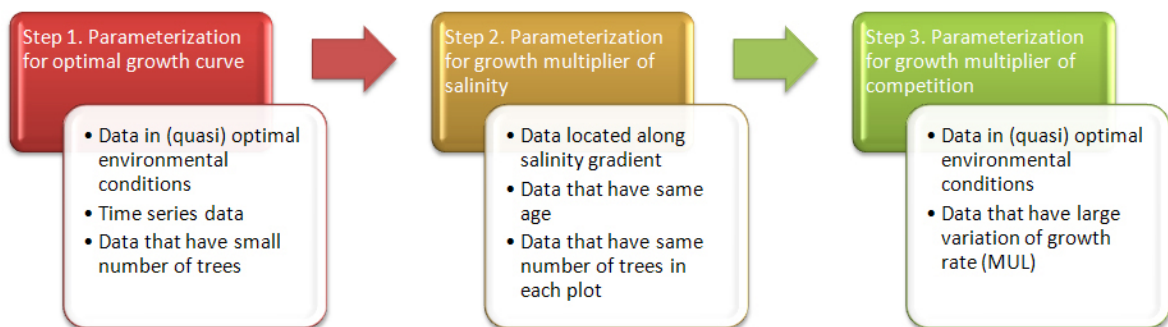 Step 1. Parameterization
for optimal growth curve
• Data in (quasi) optimal
environmental
conditions
• Time series data
• Data that have small
number of trees
Step 2. Parameterization
for growth multiplier of
salinity
• Data located along
salinity gradient
• Data that have same
age
• Data that have same
number of trees in
each plot
Step 3. Parameterization
for growth multiplier of
competition
• Data in (quasi) optimal
environmental
conditions
• Data that have large
variation of growth
rate (MUL)